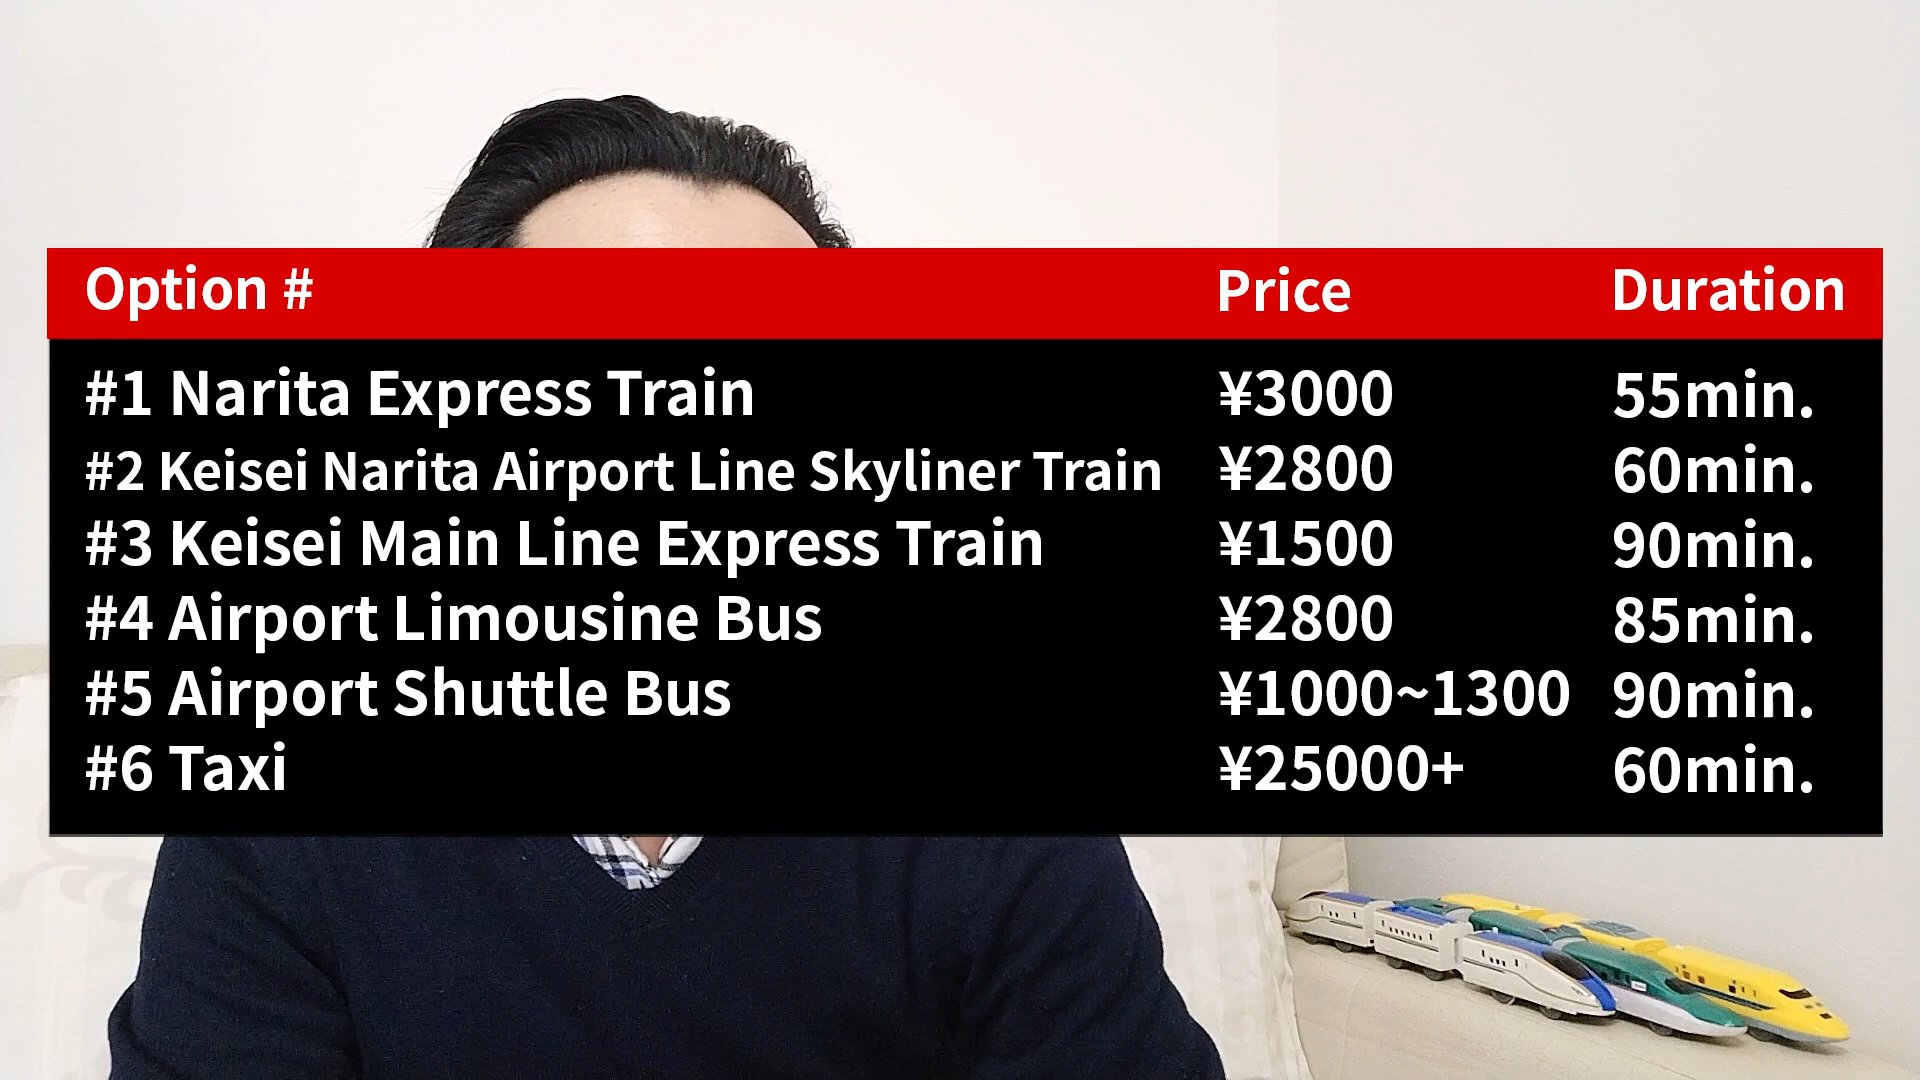 Option # Price Duration
#1 Narita Express Train ¥3000 55min.
#2 Keisei Narita Airport Line Skyliner Train ¥2800 60min.
#3 Keisei Main Line Express Train ¥1500 90min.
#4 Airport Limousine Bus ¥2800 85min.
#5 Airport Shuttle Bus ¥1000~1300 90min.
#6 Taxi ¥25000+ 60min.